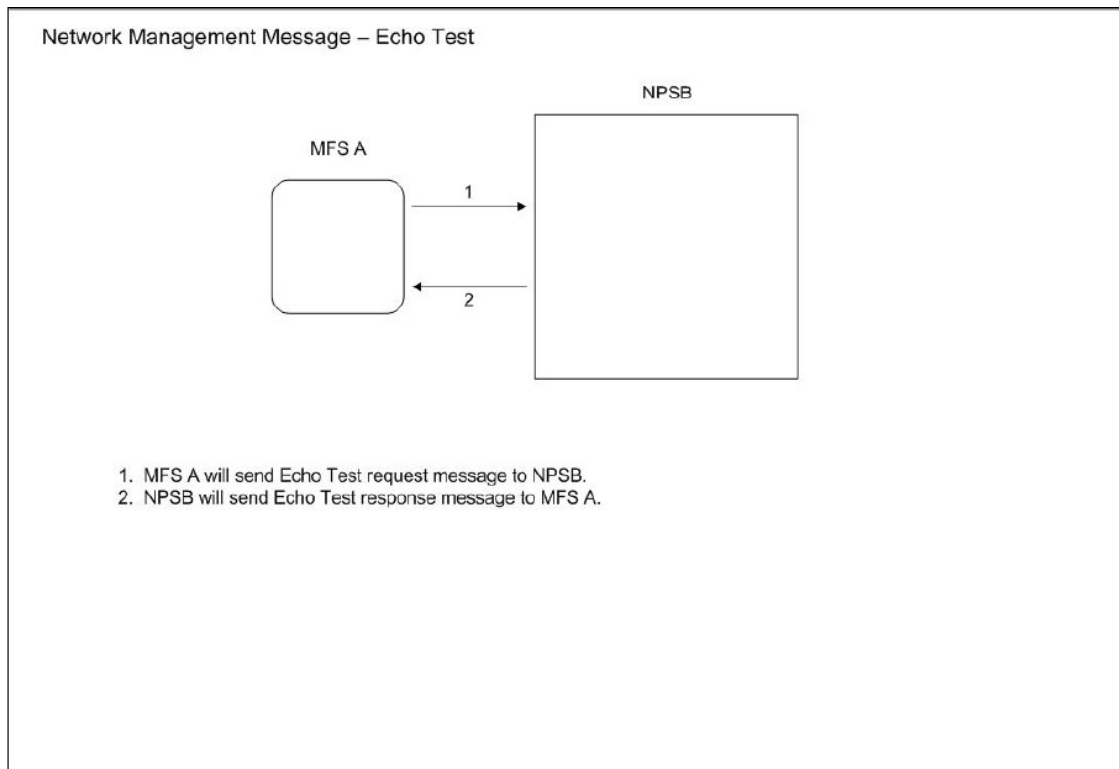 Network Management Message – Echo Test
NPSB
MFS A
1
2
1. MFS A will send Echo Test request message to NPSB.
2. NPSB will send Echo Test response message to MFS A.